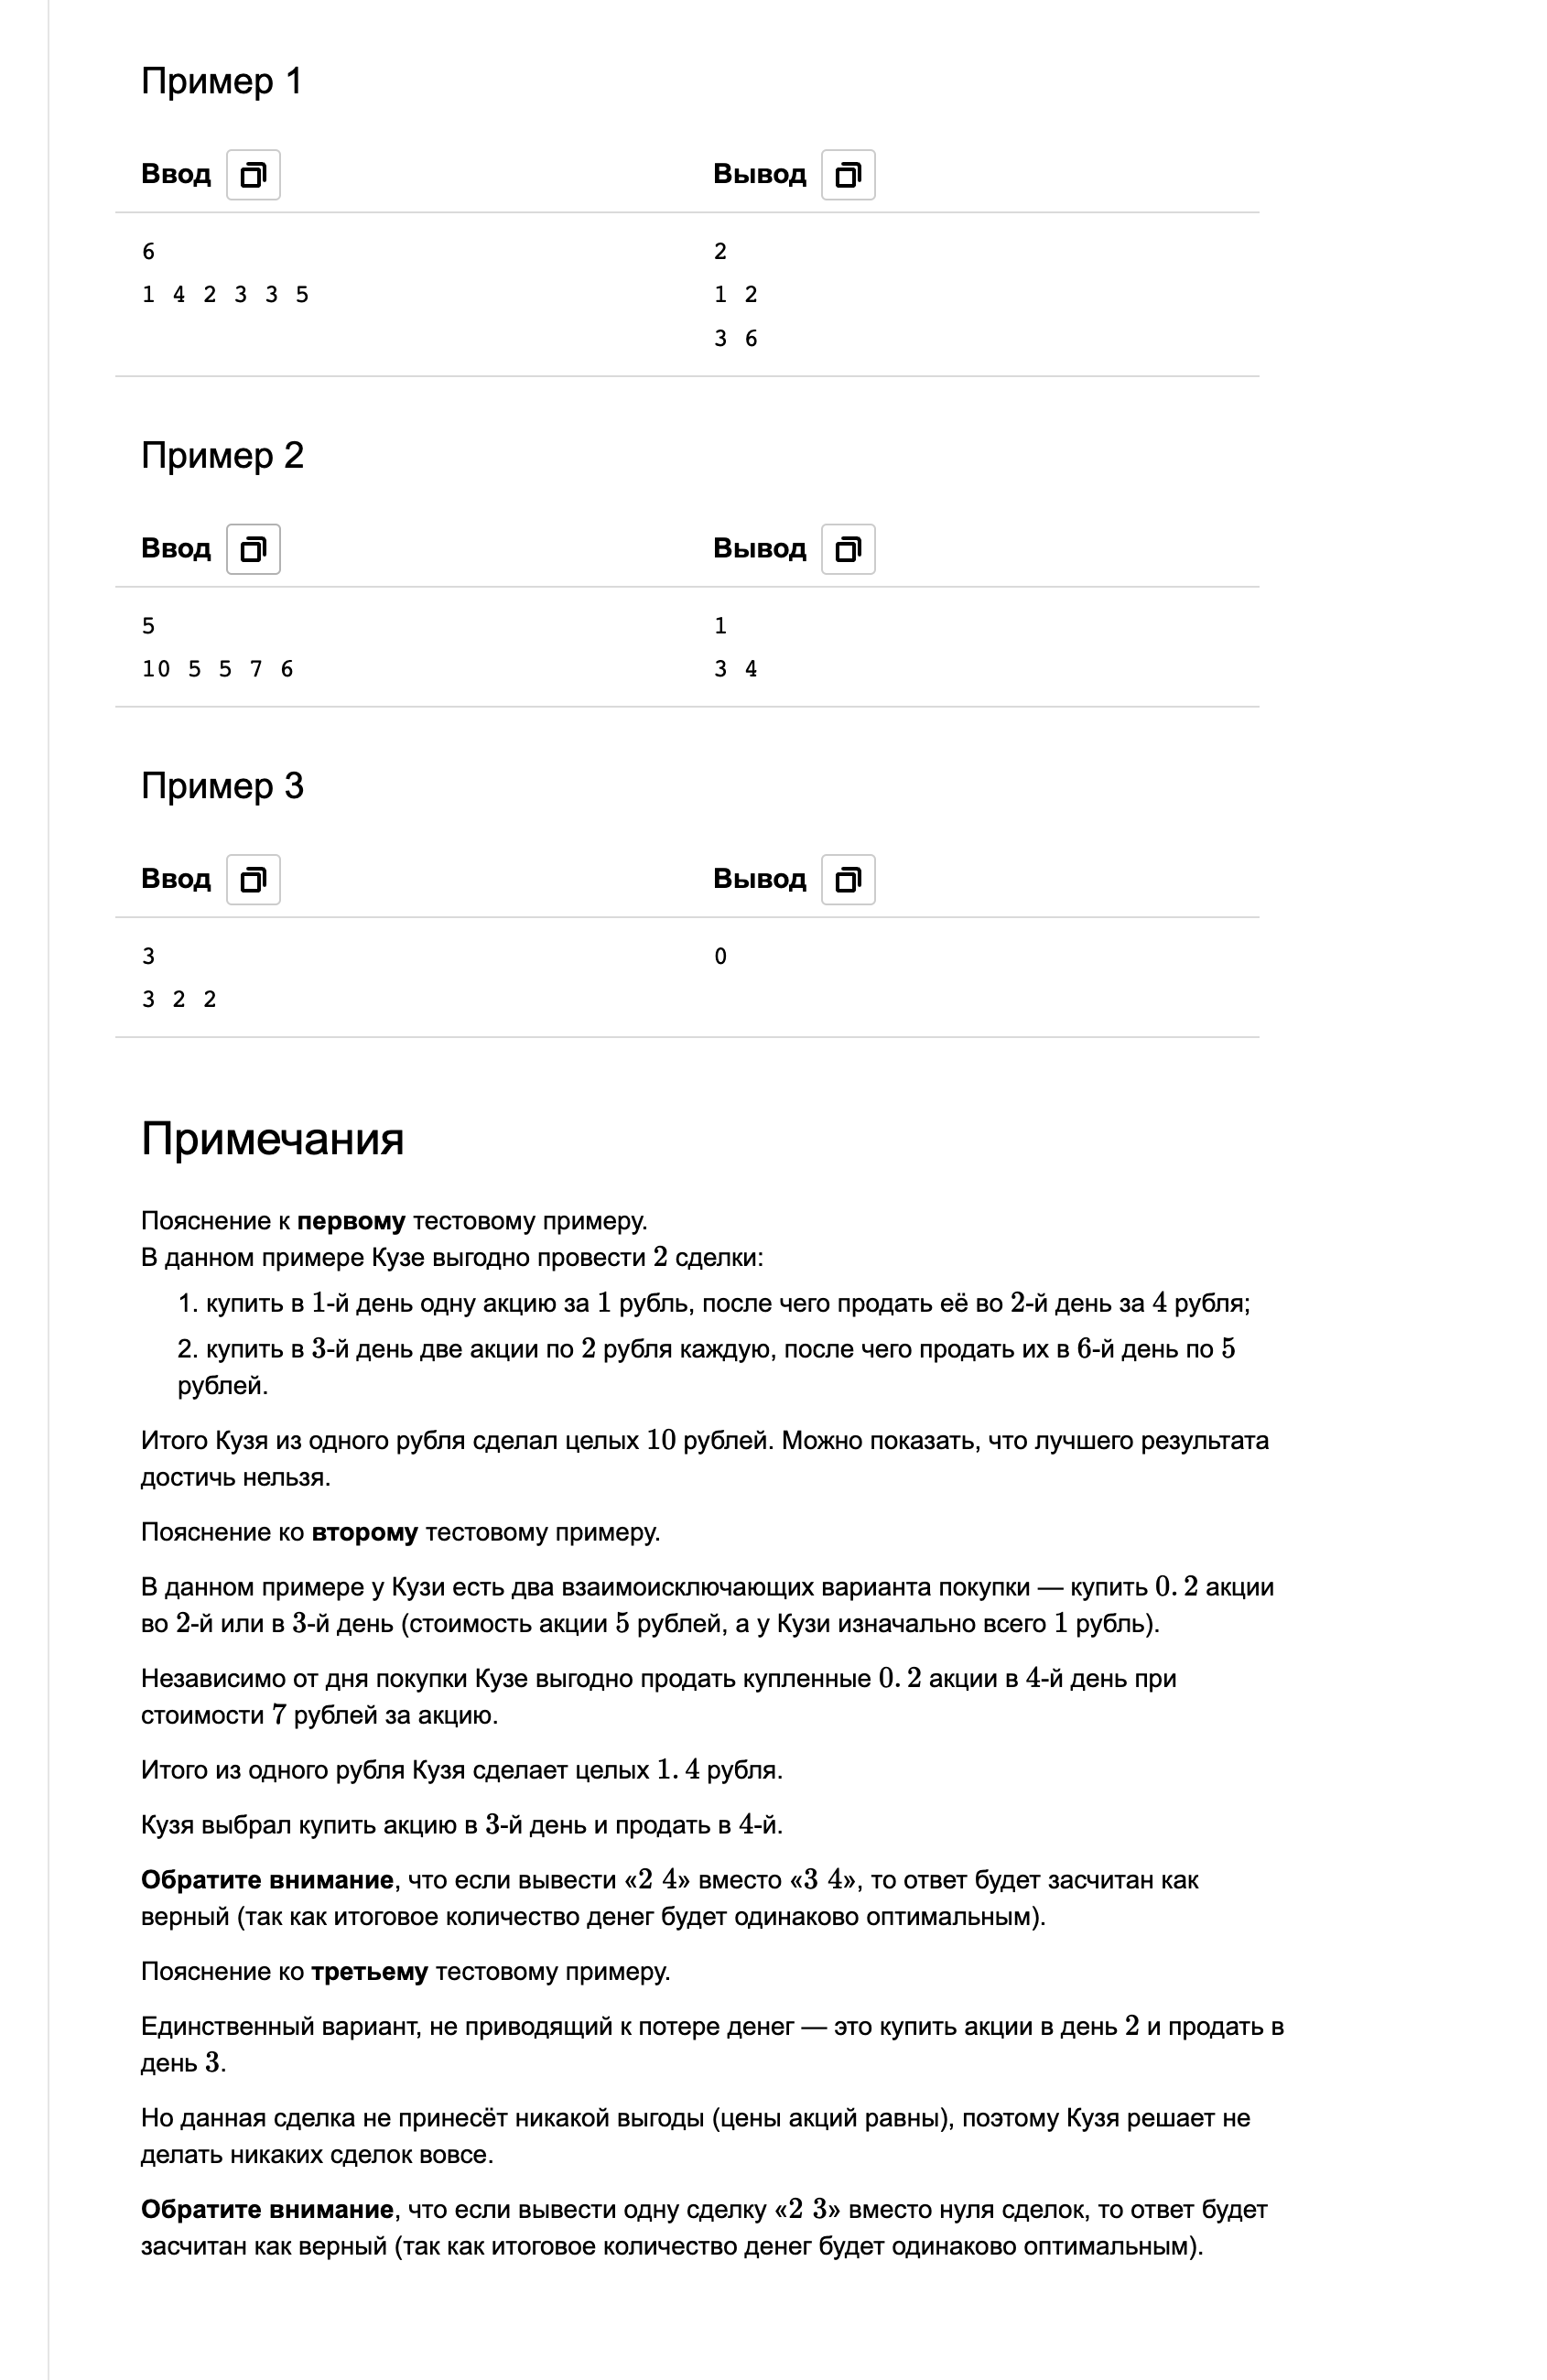 Пример 1
Ввод Вывод
6 2
1 4 2 3 3 5 1 2
3 6
Пример 2
Ввод Вывод
5 1
10 5 5 7 6 3 4
Пример 3
Ввод Вывод
3 0
3 2 2
Примечания
Пояснение к первому тестовому примеру.
В данном примере Кузе выгодно провести 2 сделки:
1. купить в 1-й день одну акцию за 1 рубль, после чего продать её во 2-й день за 4 рубля;
2. купить в 3-й день две акции по 2 рубля каждую, после чего продать их в 6-й день по 5
рублей.
Итого Кузя из одного рубля сделал целых 10 рублей. Можно показать, что лучшего результата
достичь нельзя.
Пояснение ко второму тестовому примеру.
В данном примере у Кузи есть два взаимоисключающих варианта покупки — купить 0.2 акции
во 2-й или в 3-й день (стоимость акции 5 рублей, а у Кузи изначально всего 1 рубль).
Независимо от дня покупки Кузе выгодно продать купленные 0.2 акции в 4-й день при
стоимости 7 рублей за акцию.
Итого из одного рубля Кузя сделает целых 1.4 рубля.
Кузя выбрал купить акцию в 3-й день и продать в 4-й.
Обратите внимание, что если вывести «2 4» вместо «3 4», то ответ будет засчитан как
верный (так как итоговое количество денег будет одинаково оптимальным).
Пояснение ко третьему тестовому примеру.
Единственный вариант, не приводящий к потере денег — это купить акции в день 2 и продать в
день 3.
Но данная сделка не принесёт никакой выгоды (цены акций равны), поэтому Кузя решает не
делать никаких сделок вовсе.
Обратите внимание, что если вывести одну сделку «2 3» вместо нуля сделок, то ответ будет
засчитан как верный (так как итоговое количество денег будет одинаково оптимальным).